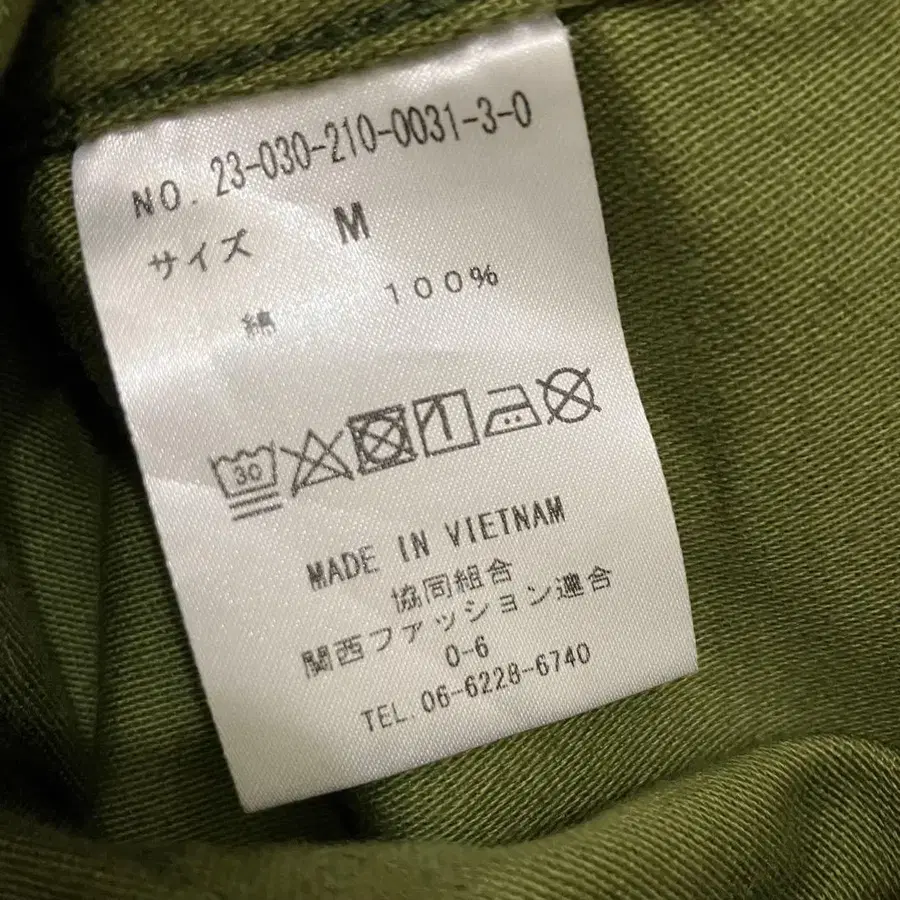 NO. 23-030-210-0031-3-0
サイズ M
綿 100%
30
MADE IN VIETNAM
協同組合
関西ファッション連合
0-6
TEL. 06-6228-6740